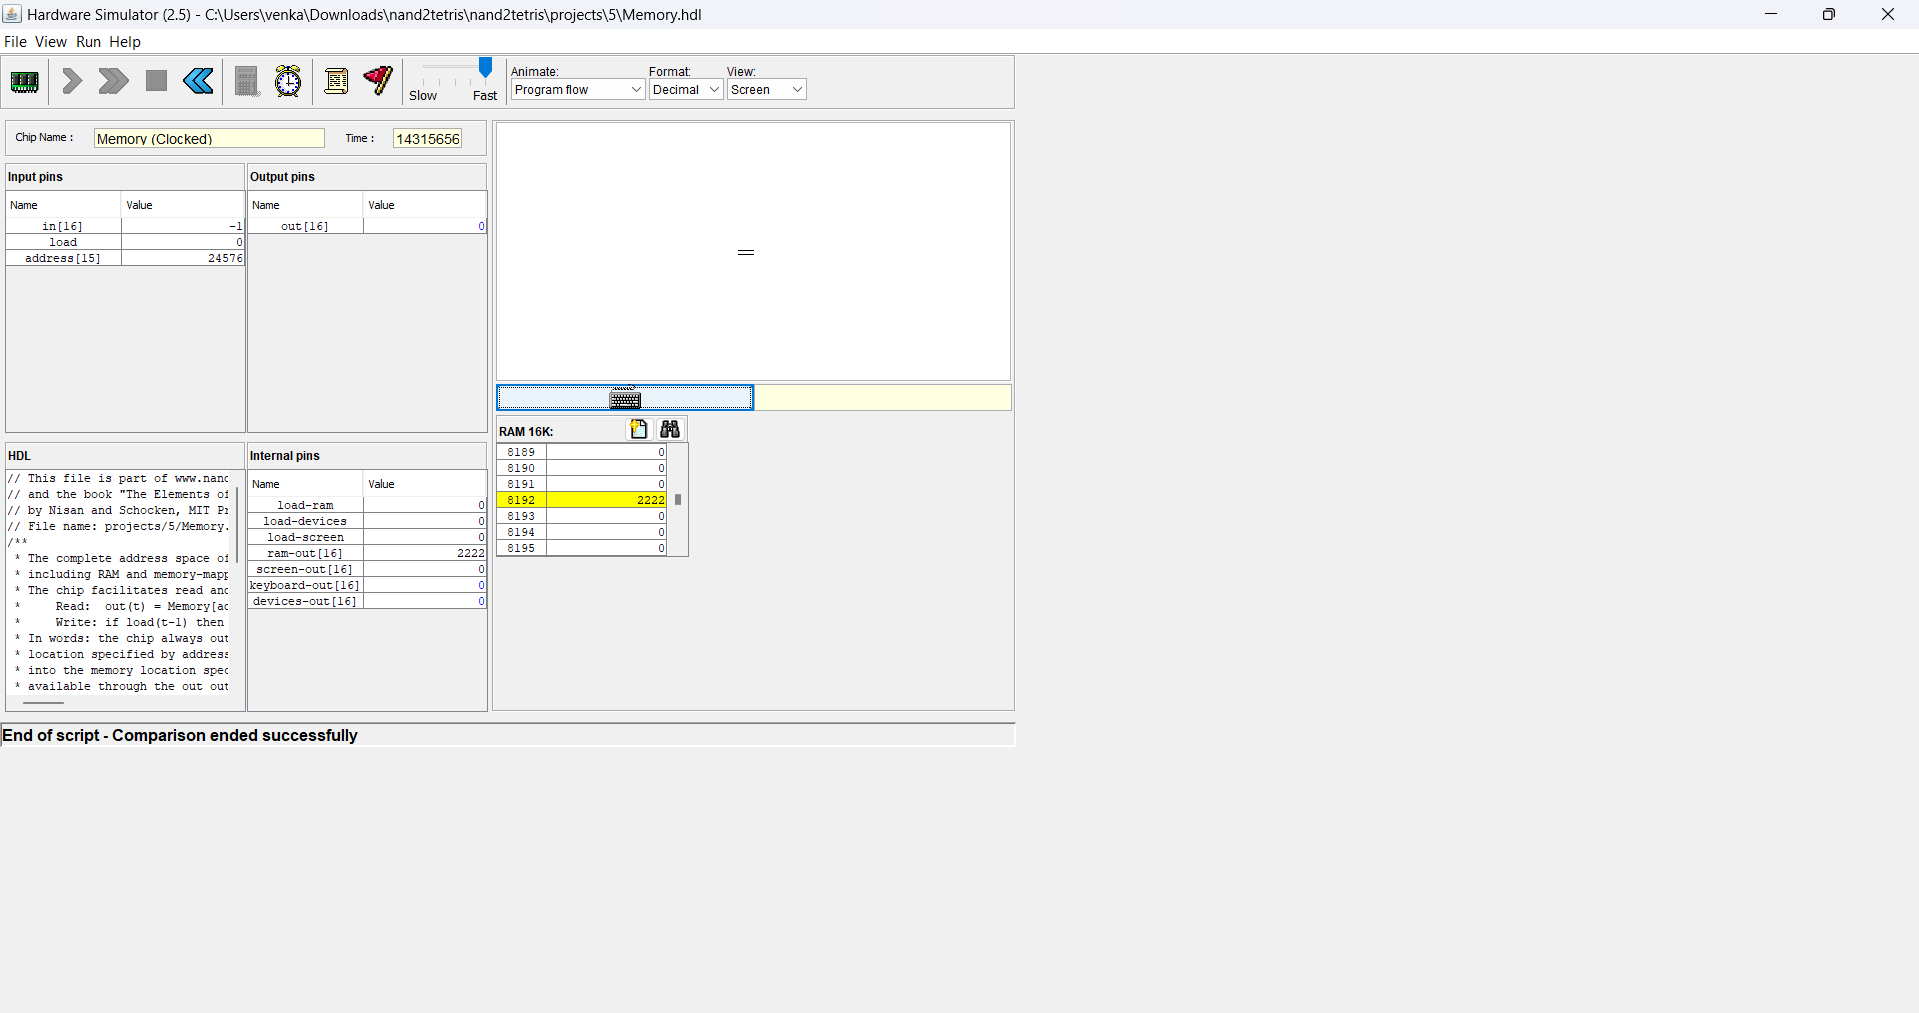 Hardware Simulator (2.5) - C:\Users\venka\Downloads\nand2tetris\nand2tetris\projects\5\Memory.hdl
File View Run Help
Slow Fast
Animate: Format: View:
Program flow Decimal Screen
Chip Name : Memory (Clocked) Time : 14315656
Input pins
Name Value
in[16] -1
load 0
address[15] 24576
Output pins
Name Value
out[16] 0
HDL
// This file is part of www.nand
// and the book "The Elements of
// by Nisan and Schocken, MIT Pr
// File name: projects/5/Memory.
/**
* The complete address space of
* including RAM and memory-mapp
* The chip facilitates read and
* Read: out(t) = Memory[ad
* Write: if load(t-1) then
* In words: the chip always out
* location specified by address
* into the memory location spec
* available through the out out
Internal pins
Name Value
load-ram 0
load-devices 0
load-screen 0
ram-out[16] 2222
screen-out[16] 0
keyboard-out[16] 0
devices-out[16] 0
RAM 16K:
8189 0
8190 0
8191 0
8192 2222
8193 0
8194 0
8195 0
End of script - Comparison ended successfully